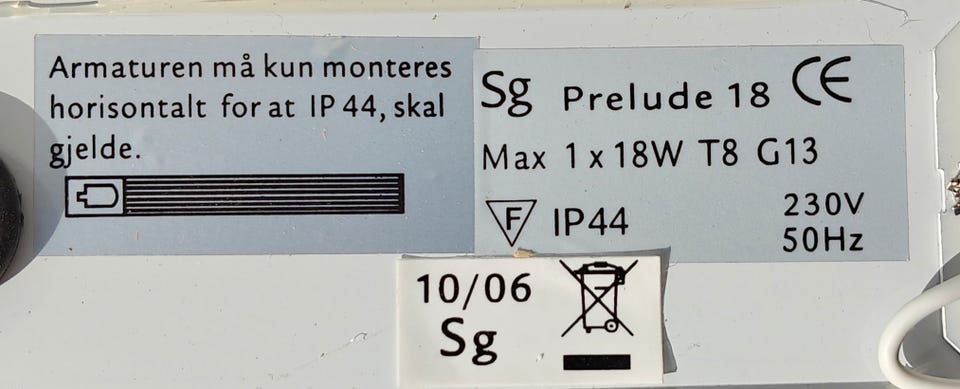 Armaturen må kun monteres
horisontalt for at IP 44, skal
gjelde.
Sg Prelude 18 CE
Max 1 x 18W T8 G13
F IP44
230V
50Hz
10/06
Sg